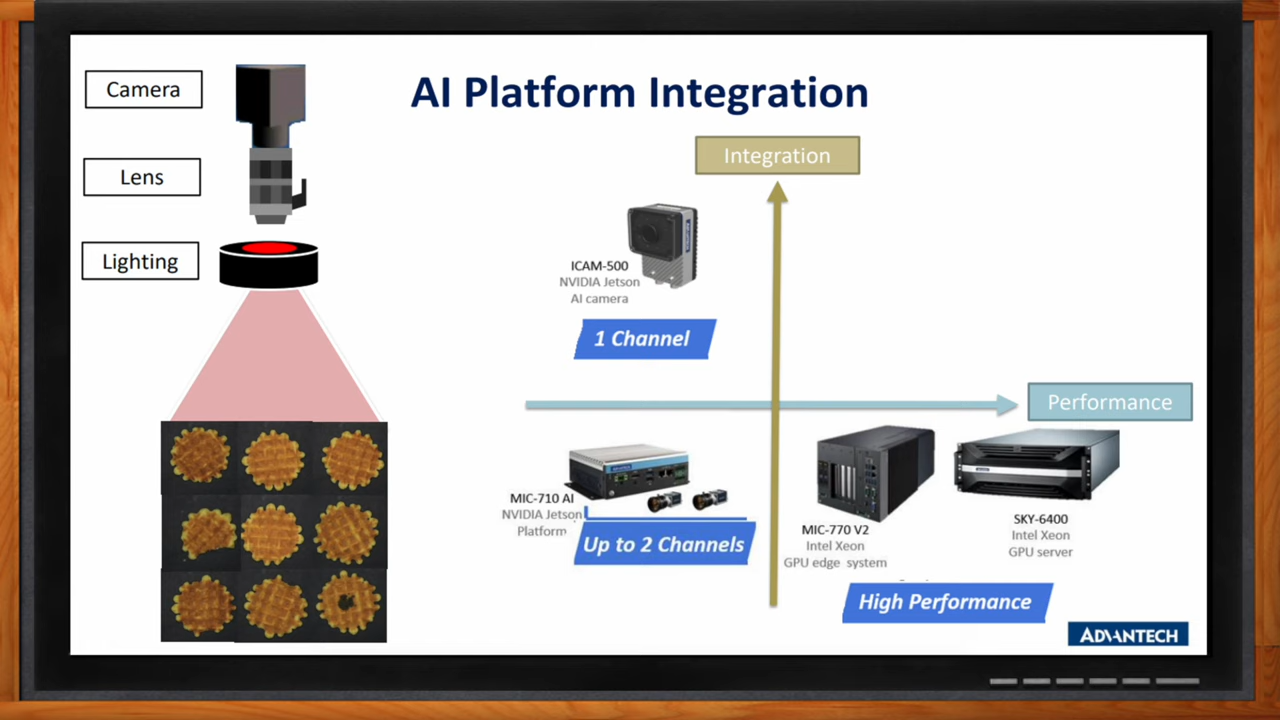 AI Platform Integration
Camera
Lens
Lighting
Integration
Performance
ICAM-500
NVIDIA Jetson
AI camera
1 Channel
MIC-710 AI
NVIDIA Jetson
Platform
Up to 2 Channels
MIC-770 V2
Intel Xeon
GPU edge system
SKY-6400
Intel Xeon
GPU server
High Performance
ADVANTECH